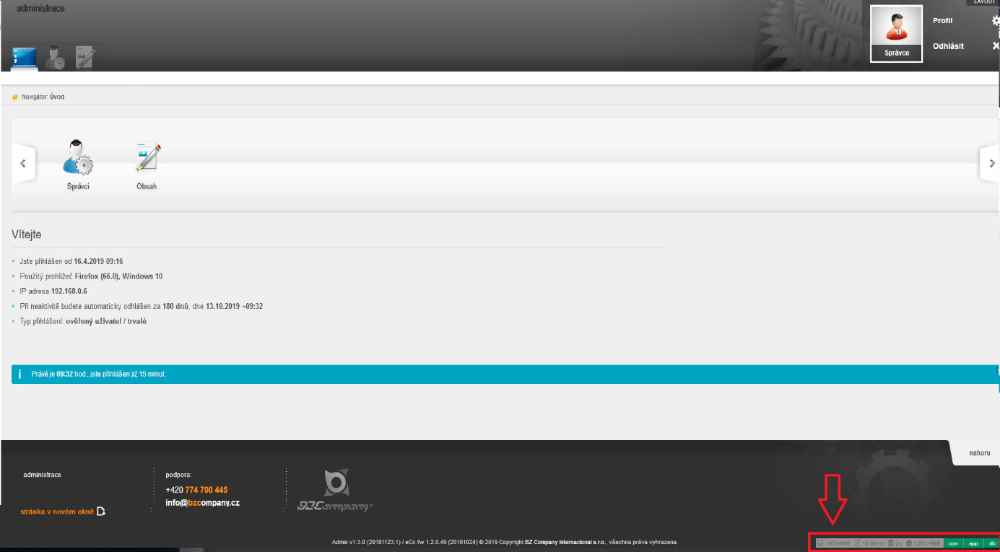 administrace
LAYOUT
Profil
Odhlásit
Správce
Navigátor: Úvod
Správci
Obsah
Vítejte
Jste přihlášen od 16.4.2019 09:16
Použitý prohlížeč Firefox (66.0), Windows 10
IP adresa 192.168.0.6
Při neaktivitě budete automaticky odhlášen za 180 dnů, dne 13.10.2019 ~09:32
Typ přihlášení: ověřený uživatel / trvalé
Právě je 09:32 hod , jste přihlášen již 15 minut.
nahoru
administrace
stránka v novém okně
podpora:
+420 774 700 445
info@bzcompany.cz
BZCompany
Admin v1.3.0 (20181123.1) / eCo fw 1.2.0.49 (20181024) © 2019 Copyright BZ Company Internacional s.r.o., všechna práva vyhrazena.
1920x966 10.95ms 2q 1253.49kB con app db